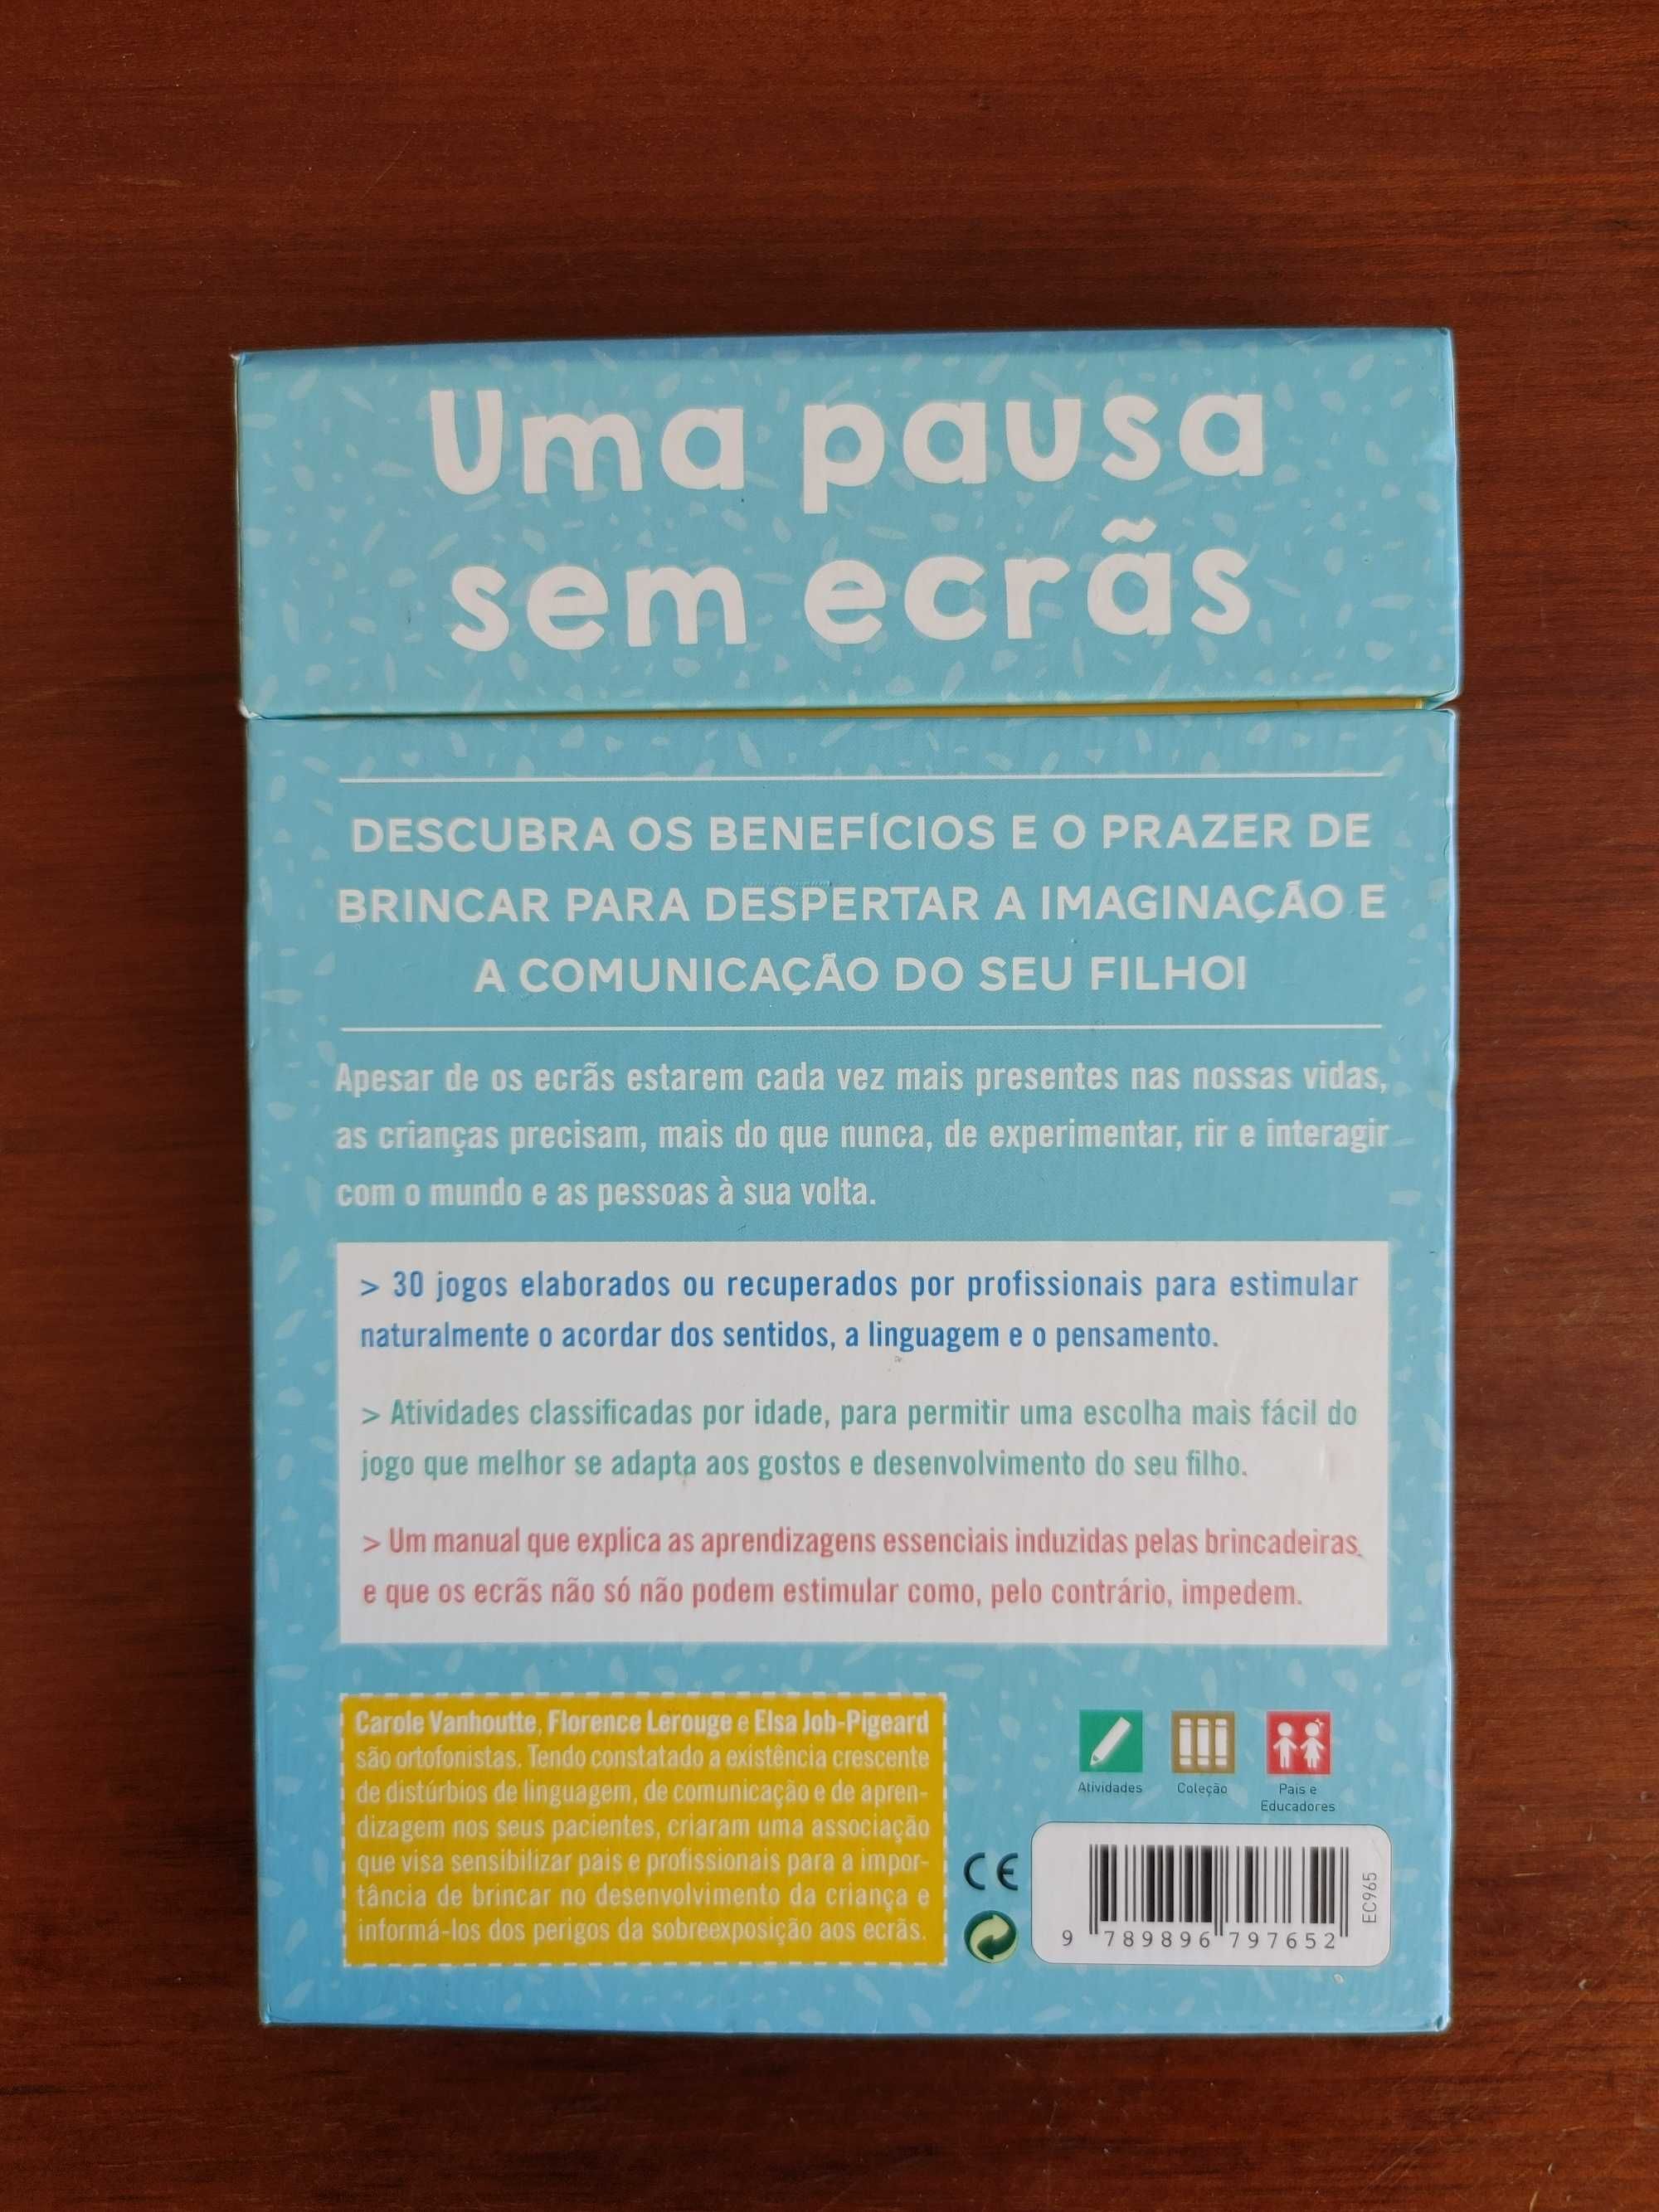 Uma pausa
sem ecrãs
DESCUBRA OS BENEFÍCIOS E O PRAZER DE
BRINCAR PARA DESPERTAR A IMAGINAÇÃO E
A COMUNICAÇÃO DO SEU FILHO!
Apesar de os ecrãs estarem cada vez mais presentes nas nossas vidas,
as crianças precisam, mais do que nunca, de experimentar, rir e interagir
com o mundo e as pessoas à sua volta.
> 30 jogos elaborados ou recuperados por profissionais para estimular
naturalmente o acordar dos sentidos, a linguagem e o pensamento.
> Atividades classificadas por idade, para permitir uma escolha mais fácil do
jogo que melhor se adapta aos gostos e desenvolvimento do seu filho.
> Um manual que explica as aprendizagens essenciais induzidas pelas brincadeiras
e que os ecrãs não só não podem estimular como, pelo contrário, impedem.
Carole Vanhoutte, Florence Lerouge e Elsa Job-Pigeard
são ortofonistas. Tendo constatado a existência crescente
de distúrbios de linguagem, de comunicação e de apren-
dizagem nos seus pacientes, criaram uma associação
que visa sensibilizar pais e profissionais para a impor-
tância de brincar no desenvolvimento da criança e
informá-los dos perigos da sobreexposição aos ecrãs.
Atividades
Coleção
Pais e
Educadores
CE
9 789896 797652
EC965